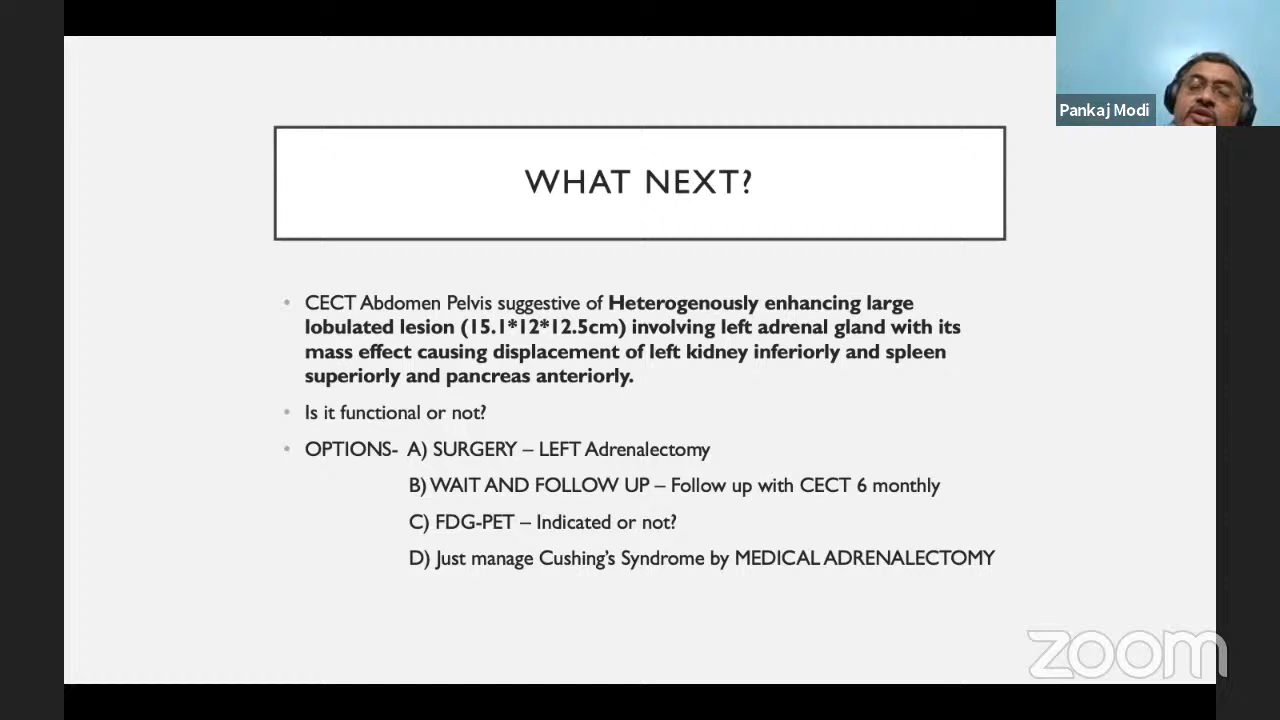 Pankaj Modi
WHAT NEXT?
• CECT Abdomen Pelvis suggestive of Heterogenously enhancing large
lobulated lesion (15.1*12*12.5cm) involving left adrenal gland with its
mass effect causing displacement of left kidney inferiorly and spleen
superiorly and pancreas anteriorly.
• Is it functional or not?
• OPTIONS- A) SURGERY – LEFT Adrenalectomy
B) WAIT AND FOLLOW UP – Follow up with CECT 6 monthly
C) FDG-PET – Indicated or not?
D) Just manage Cushing’s Syndrome by MEDICAL ADRENALECTOMY
zoom